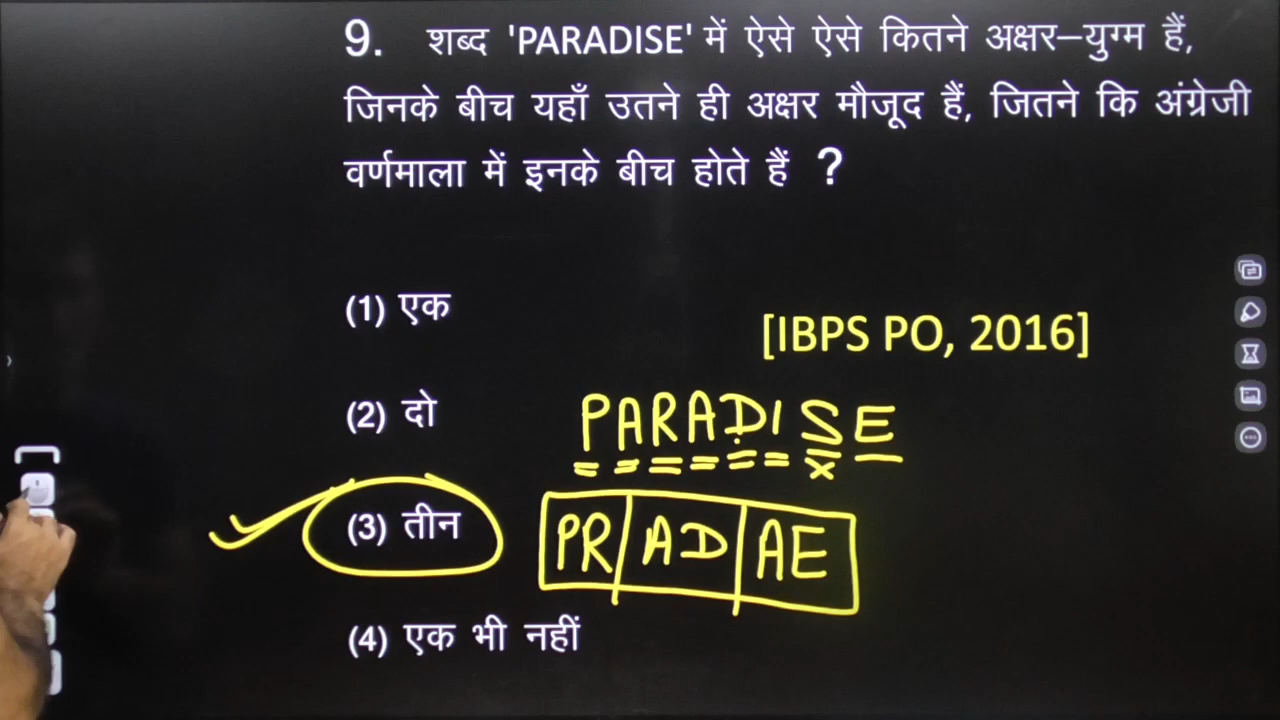 9. शब्द 'PARADISE' में ऐसे ऐसे कितने अक्षर–युग्म हैं,
जिनके बीच यहाँ उतने ही अक्षर मौजूद हैं, जितने कि अंग्रेजी
वर्णमाला में इनके बीच होते हैं ?
(1) एक
[IBPS PO, 2016]
(2) दो
PARADISE
x
(3) तीन
PR | AD | AE
(4) एक भी नहीं